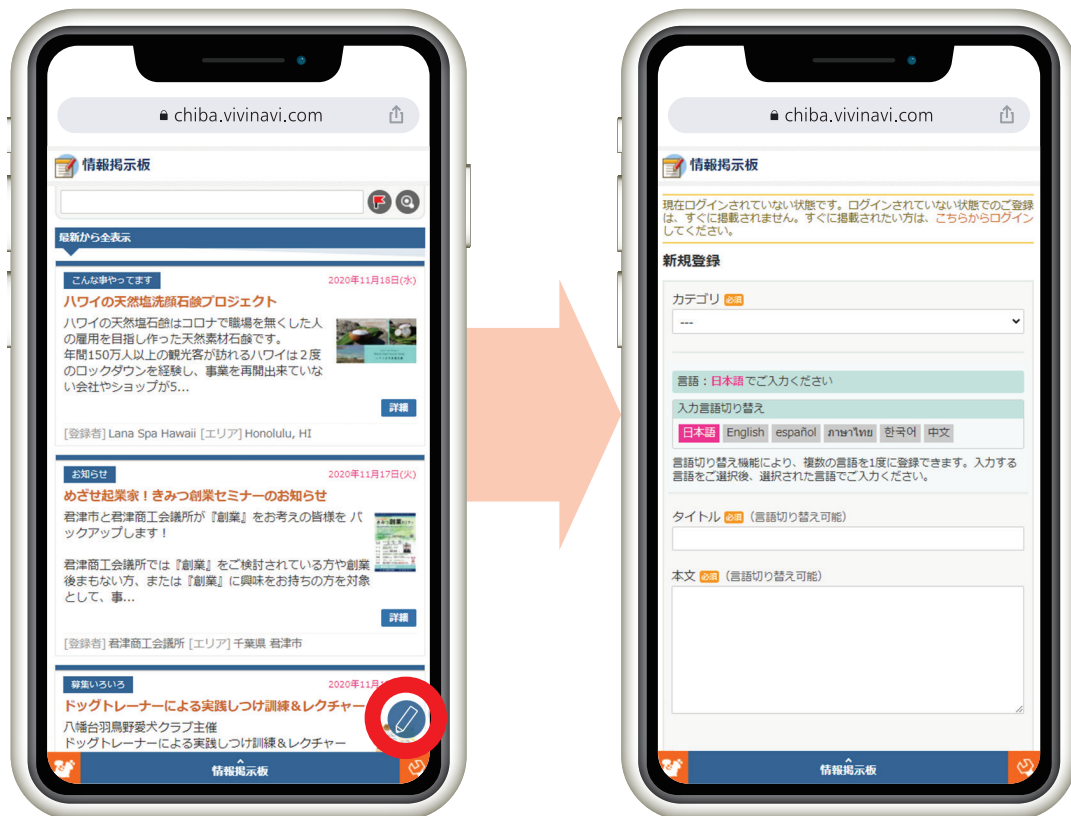 chiba.vivinavi.com
情報掲示板
最新から全表示
こんな事やってます
2020年11月18日(水)
ハワイの天然塩洗顔石鹸プロジェクト
ハワイの天然塩石鹸はコロナで職場を無くした人
の雇用を目指し作った天然素材石鹸です。
年間150万人以上の観光客が訪れるハワイは２度
のロックダウンを経験し、事業を再開出来ていな
い会社やショップが5...
詳細
[登録者] Lana Spa Hawaii [エリア] Honolulu, HI
お知らせ
2020年11月17日(火)
めざせ起業家！きみつ創業セミナーのお知らせ
君津市と君津商工会議所が『創業』をお考えの皆様を バ
ックアップします！
君津商工会議所では『創業』をご検討されている方や創業
後まもない方、または『創業』に興味をお持ちの方を対象
として、事...
詳細
[登録者] 君津商工会議所 [エリア] 千葉県 君津市
募集いろいろ
2020年11月
ドッグトレーナーによる実践しつけ訓練＆レクチャー
八幡台羽鳥野愛犬クラブ主催
ドッグトレーナーによる実践しつけ訓練＆レクチャー
情報掲示板
chiba.vivinavi.com
情報掲示板
現在ログインされていない状態です。ログインされていない状態でのご登録
は、すぐに掲載されません。すぐに掲載されたい方は、こちらからログイン
してください。
新規登録
カテゴリ 必須
---
言語：日本語でご入力ください
入力言語切り替え
日本語 English español ภาษาไทย 한국어 中文
言語切り替え機能により、複数の言語を1度に登録できます。入力する
言語をご選択後、選択された言語でご入力ください。
タイトル 必須 （言語切り替え可能）
本文 必須 （言語切り替え可能）
情報掲示板